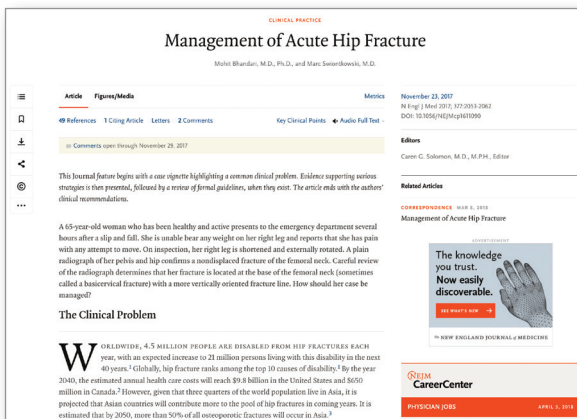 CLINICAL PRACTICE
Management of Acute Hip Fracture
Mohit Bhandari, M.D., Ph.D., and Marc Swiontkowski, M.D.
Article Figures/Media Metrics
49 References 1 Citing Article Letters 2 Comments Key Clinical Points Audio Full Text
Comments open through November 29, 2017
This Journal feature begins with a case vignette highlighting a common clinical problem. Evidence supporting various
strategies is then presented, followed by a review of formal guidelines, when they exist. The article ends with the authors'
clinical recommendations.
A 65-year-old woman who has been healthy and active presents to the emergency department several
hours after a slip and fall. She is unable bear any weight on her right leg and reports that she has pain
with any attempt to move. On inspection, her right leg is shortened and externally rotated. A plain
radiograph of her pelvis and hip confirms a nondisplaced fracture of the femoral neck. Careful review
of the radiograph determines that her fracture is located at the base of the femoral neck (sometimes
called a basicervical fracture) with a more vertically oriented fracture line. How should her case be
managed?
The Clinical Problem
WORLDWIDE, 4.5 MILLION PEOPLE ARE DISABLED FROM HIP FRACTURES EACH
year, with an expected increase to 21 million persons living with this disability in the next
40 years.1 Globally, hip fracture ranks among the top 10 causes of disability.1 By the year
2040, the estimated annual health care costs will reach $9.8 billion in the United States and $650
million in Canada.2 However, given that three quarters of the world population live in Asia, it is
projected that Asian countries will contribute more to the pool of hip fractures in coming years. It is
estimated that by 2050, more than 50% of all osteoporotic fractures will occur in Asia.3
November 23, 2017
N Engl J Med 2017; 377:2053-2062
DOI: 10.1056/NEJMcp1611090
Editors
Caren G. Solomon, M.D., M.P.H., Editor
Related Articles
CORRESPONDENCE MAR 8, 2018
Management of Acute Hip Fracture
ADVERTISEMENT
The knowledge
you trust.
Now easily
discoverable.
SEE WHAT'S NEW
The NEW ENGLAND JOURNAL of MEDICINE
NEJM
CareerCenter
PHYSICIAN JOBS APRIL 3, 2018